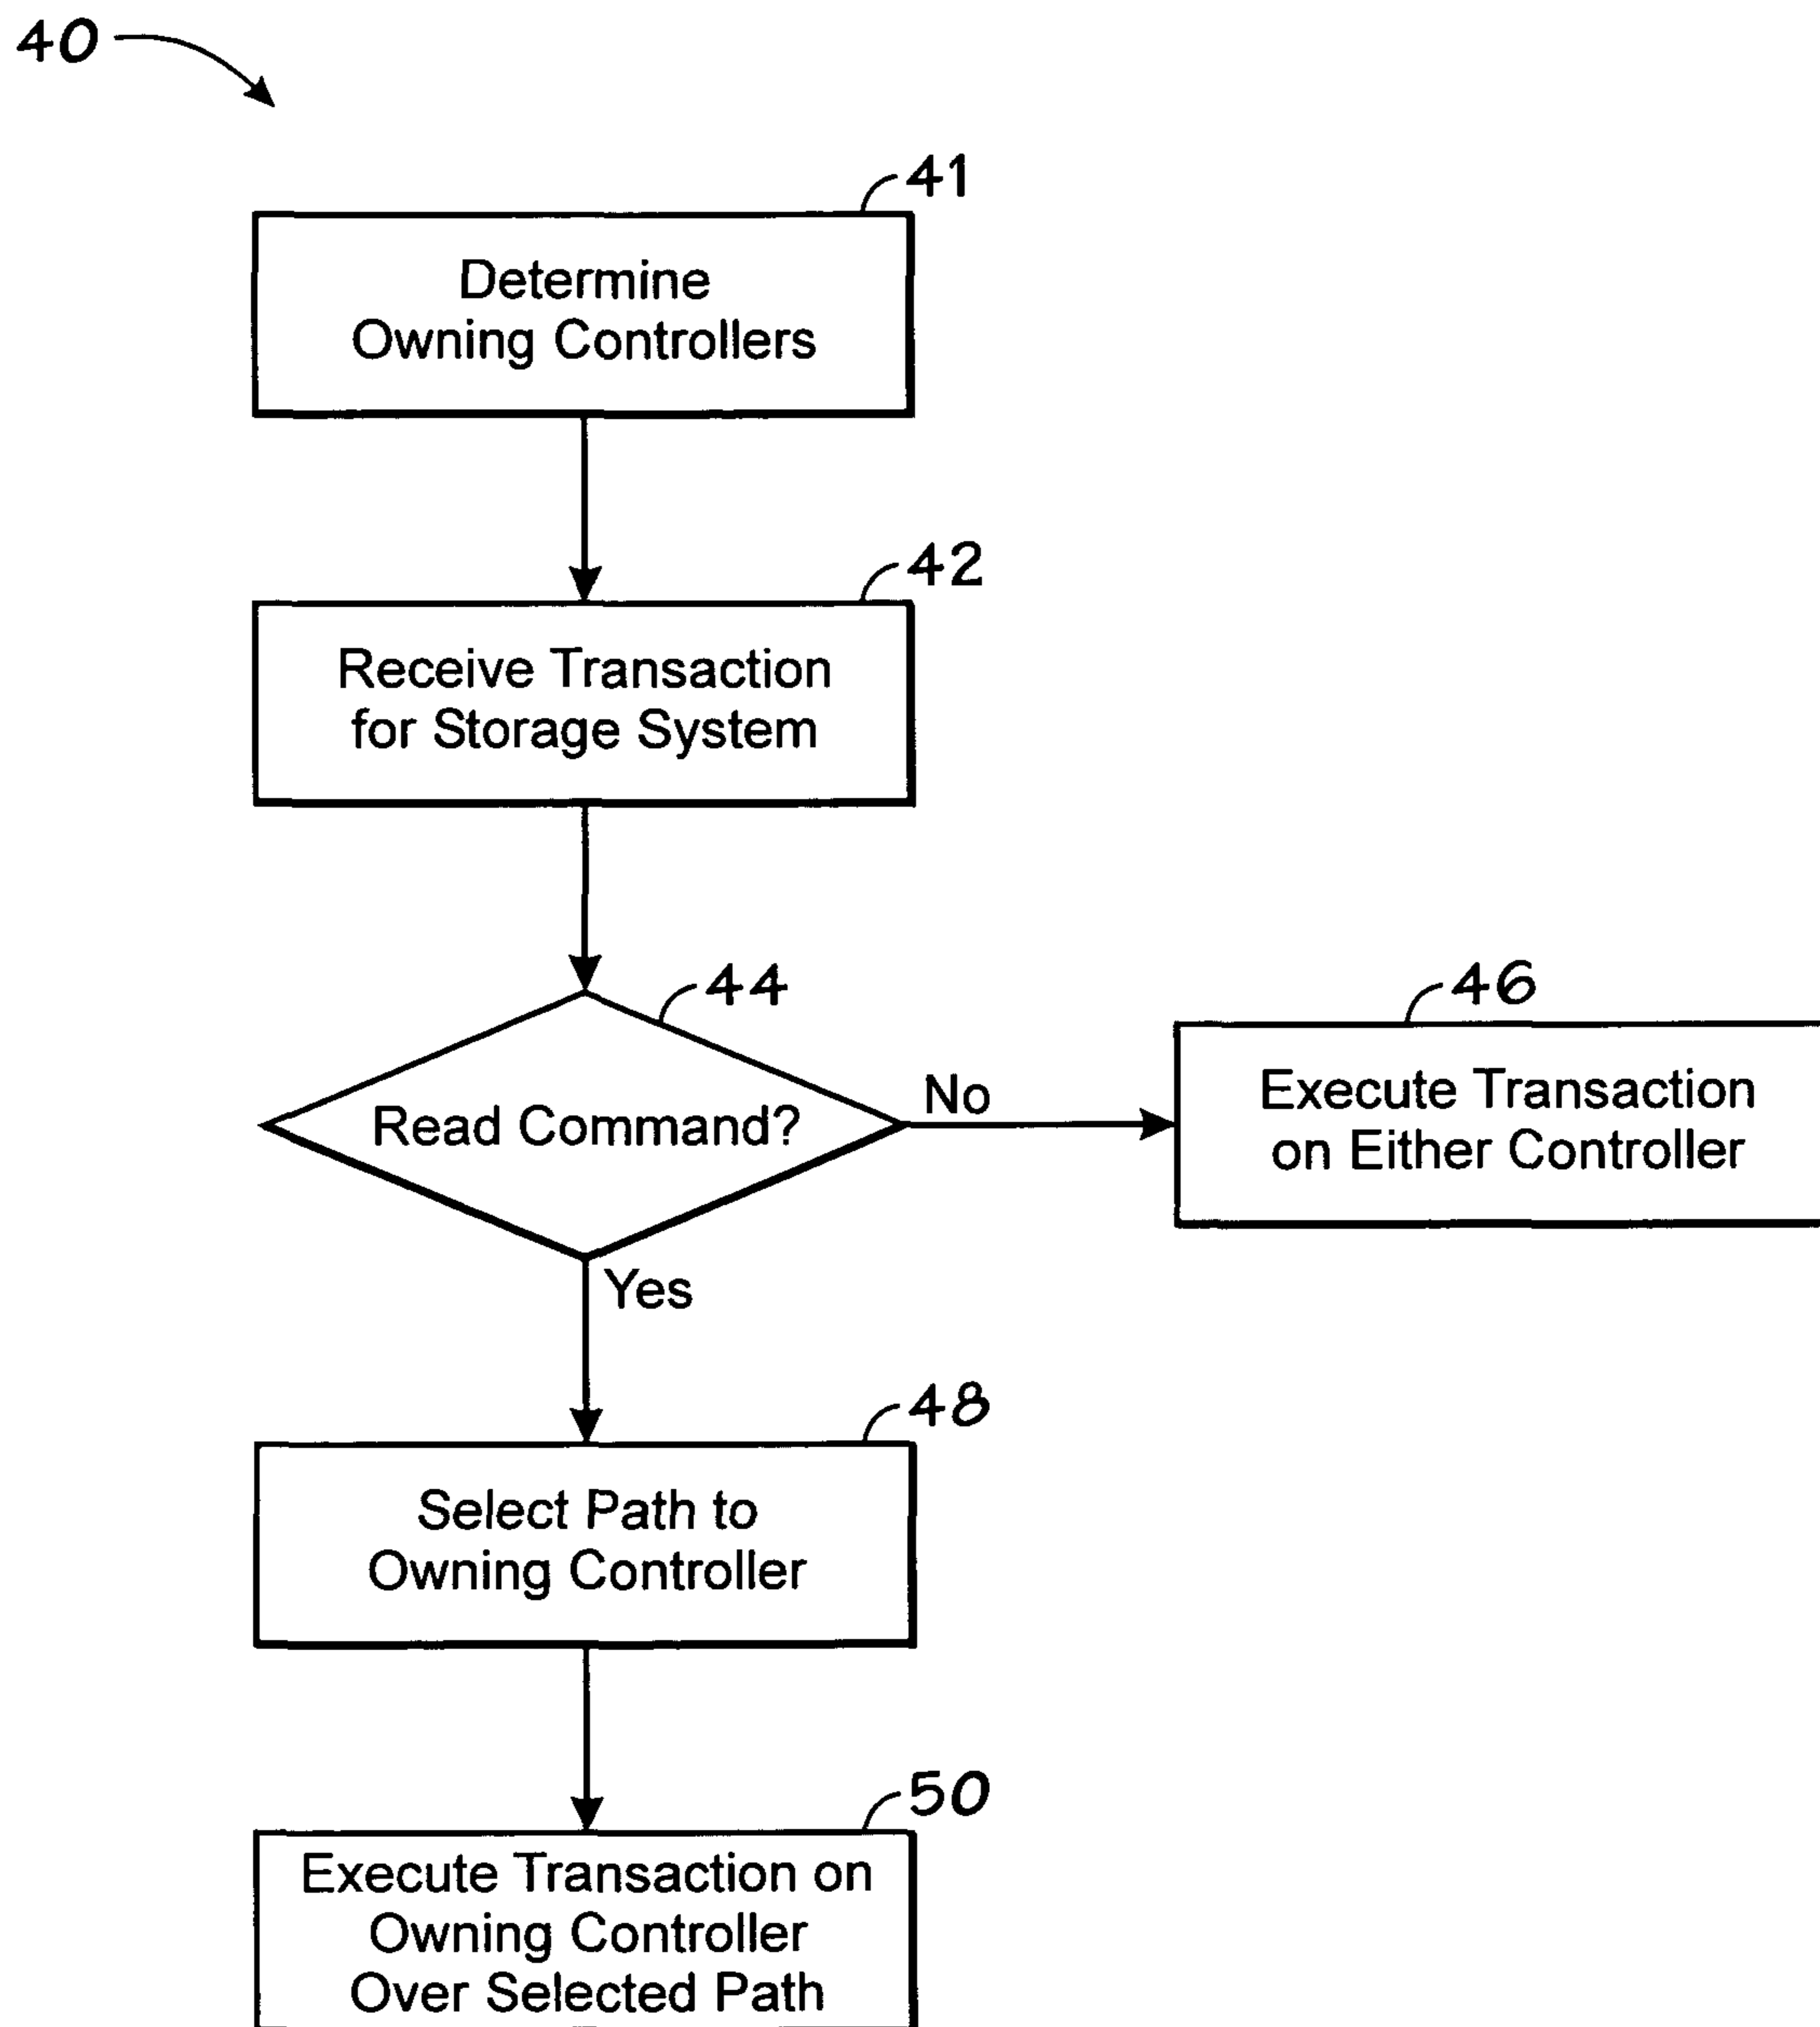 40
41
Determine
Owning Controllers
42
Receive Transaction
for Storage System
44
Read Command?
No
46
Execute Transaction
on Either Controller
Yes
48
Select Path to
Owning Controller
50
Execute Transaction on
Owning Controller
Over Selected Path